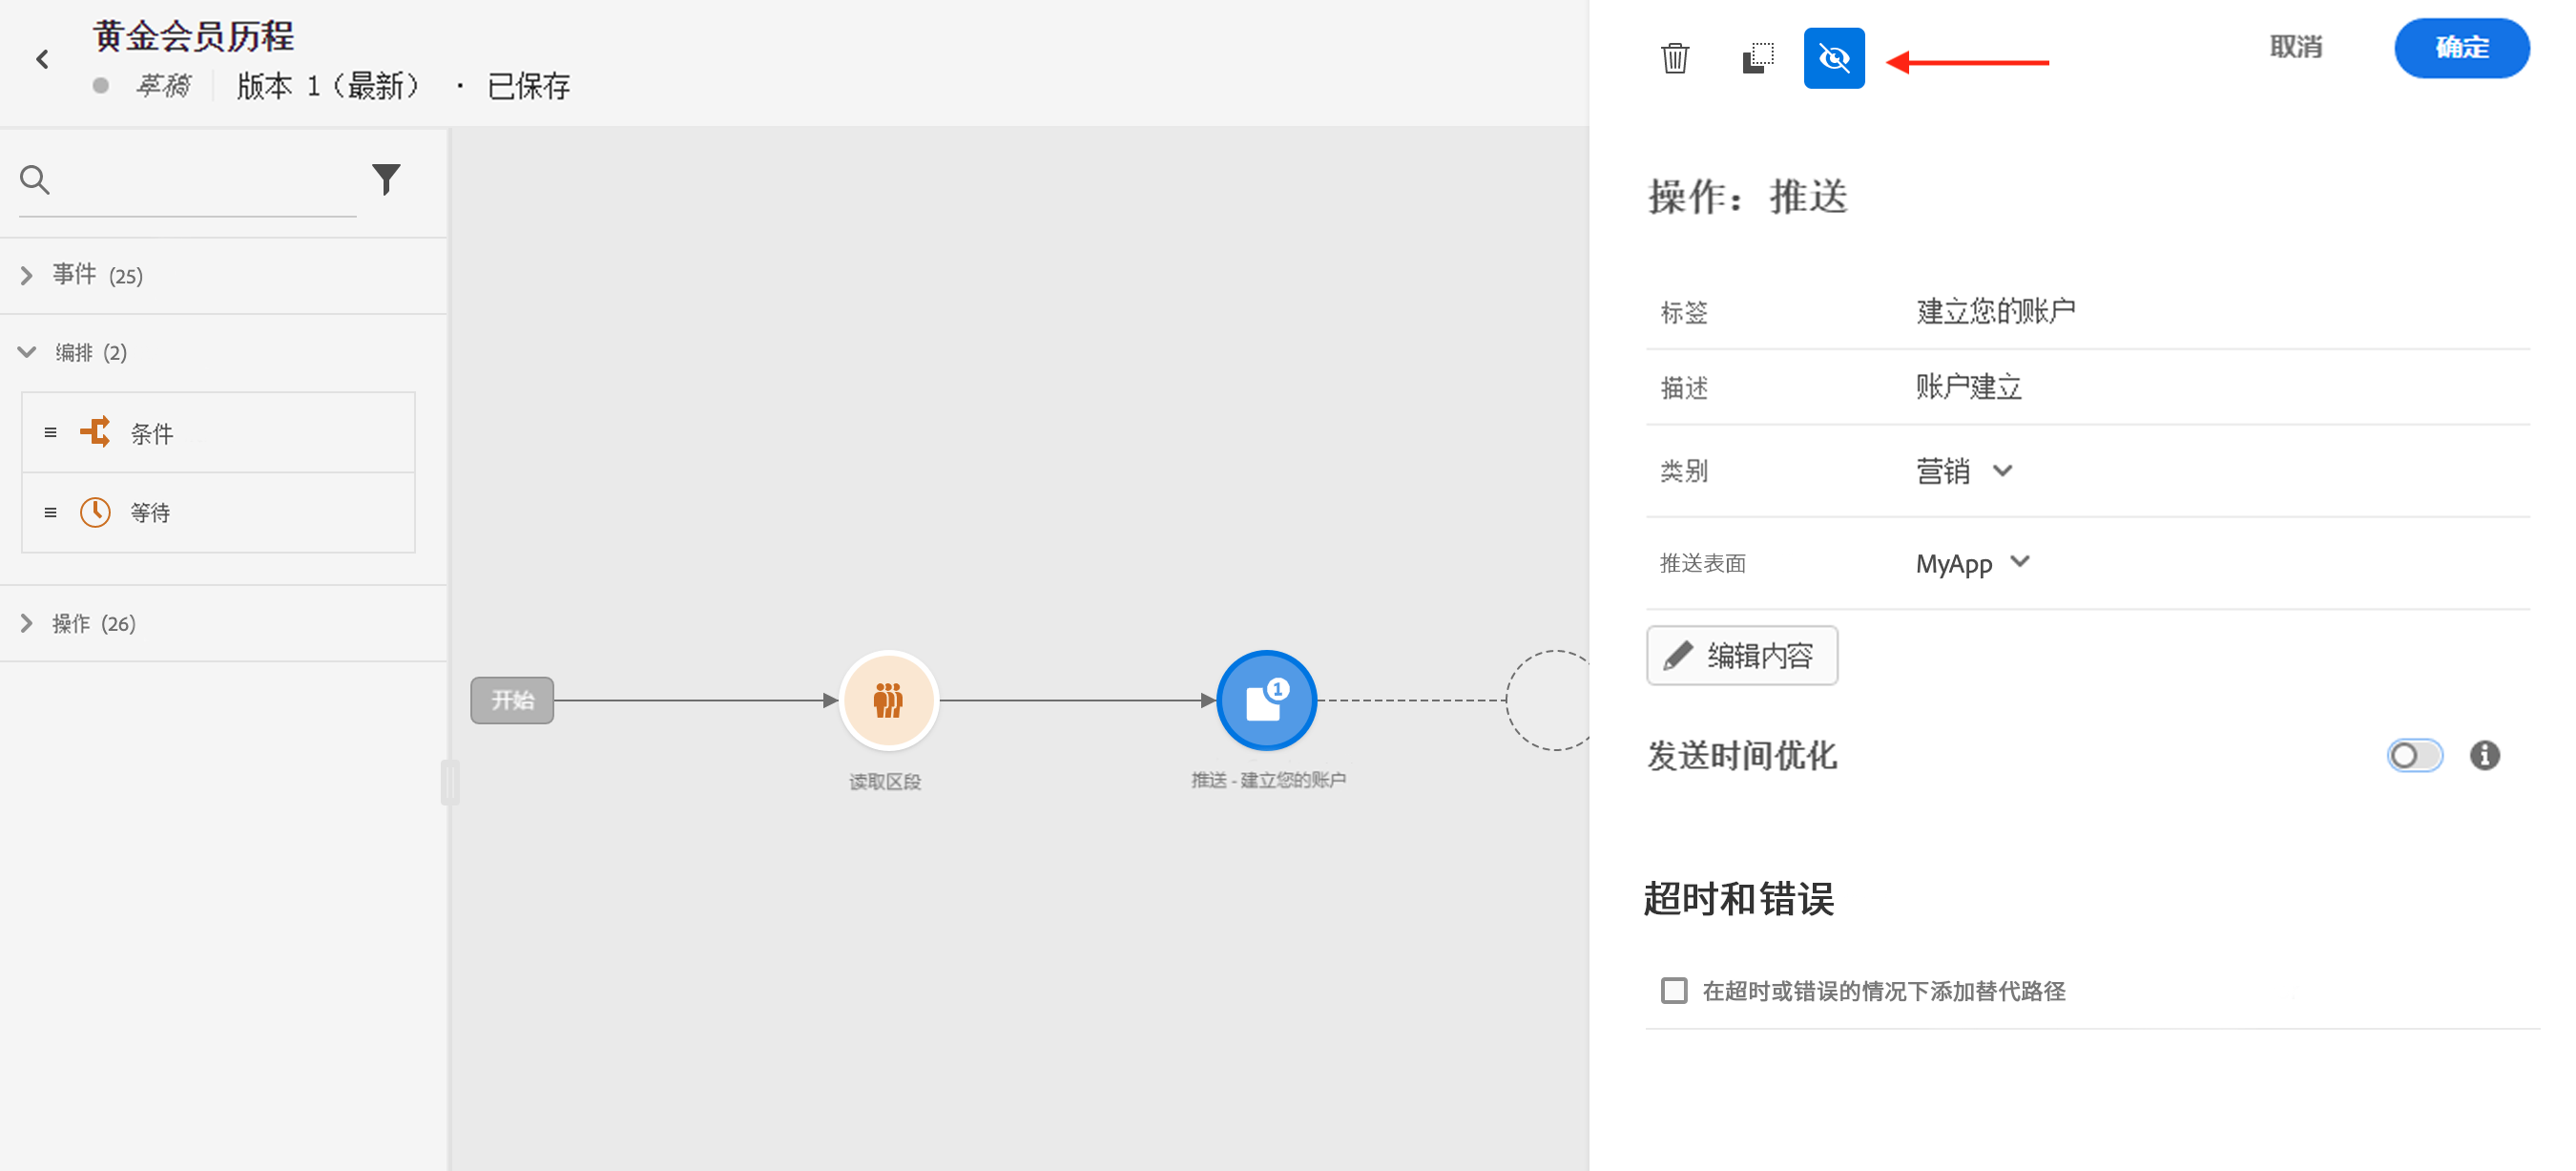 黄金会员历程
草稿 版本 1（最新） · 已保存
事件 (25)
编排 (2)
条件
等待
操作 (26)
开始
读取区段
1
推送 - 建立您的账户
取消
确定
操作：推送
标签 建立您的账户
描述 账户建立
类别 营销
推送表面 MyApp
编辑内容
发送时间优化
超时和错误
在超时或错误的情况下添加替代路径